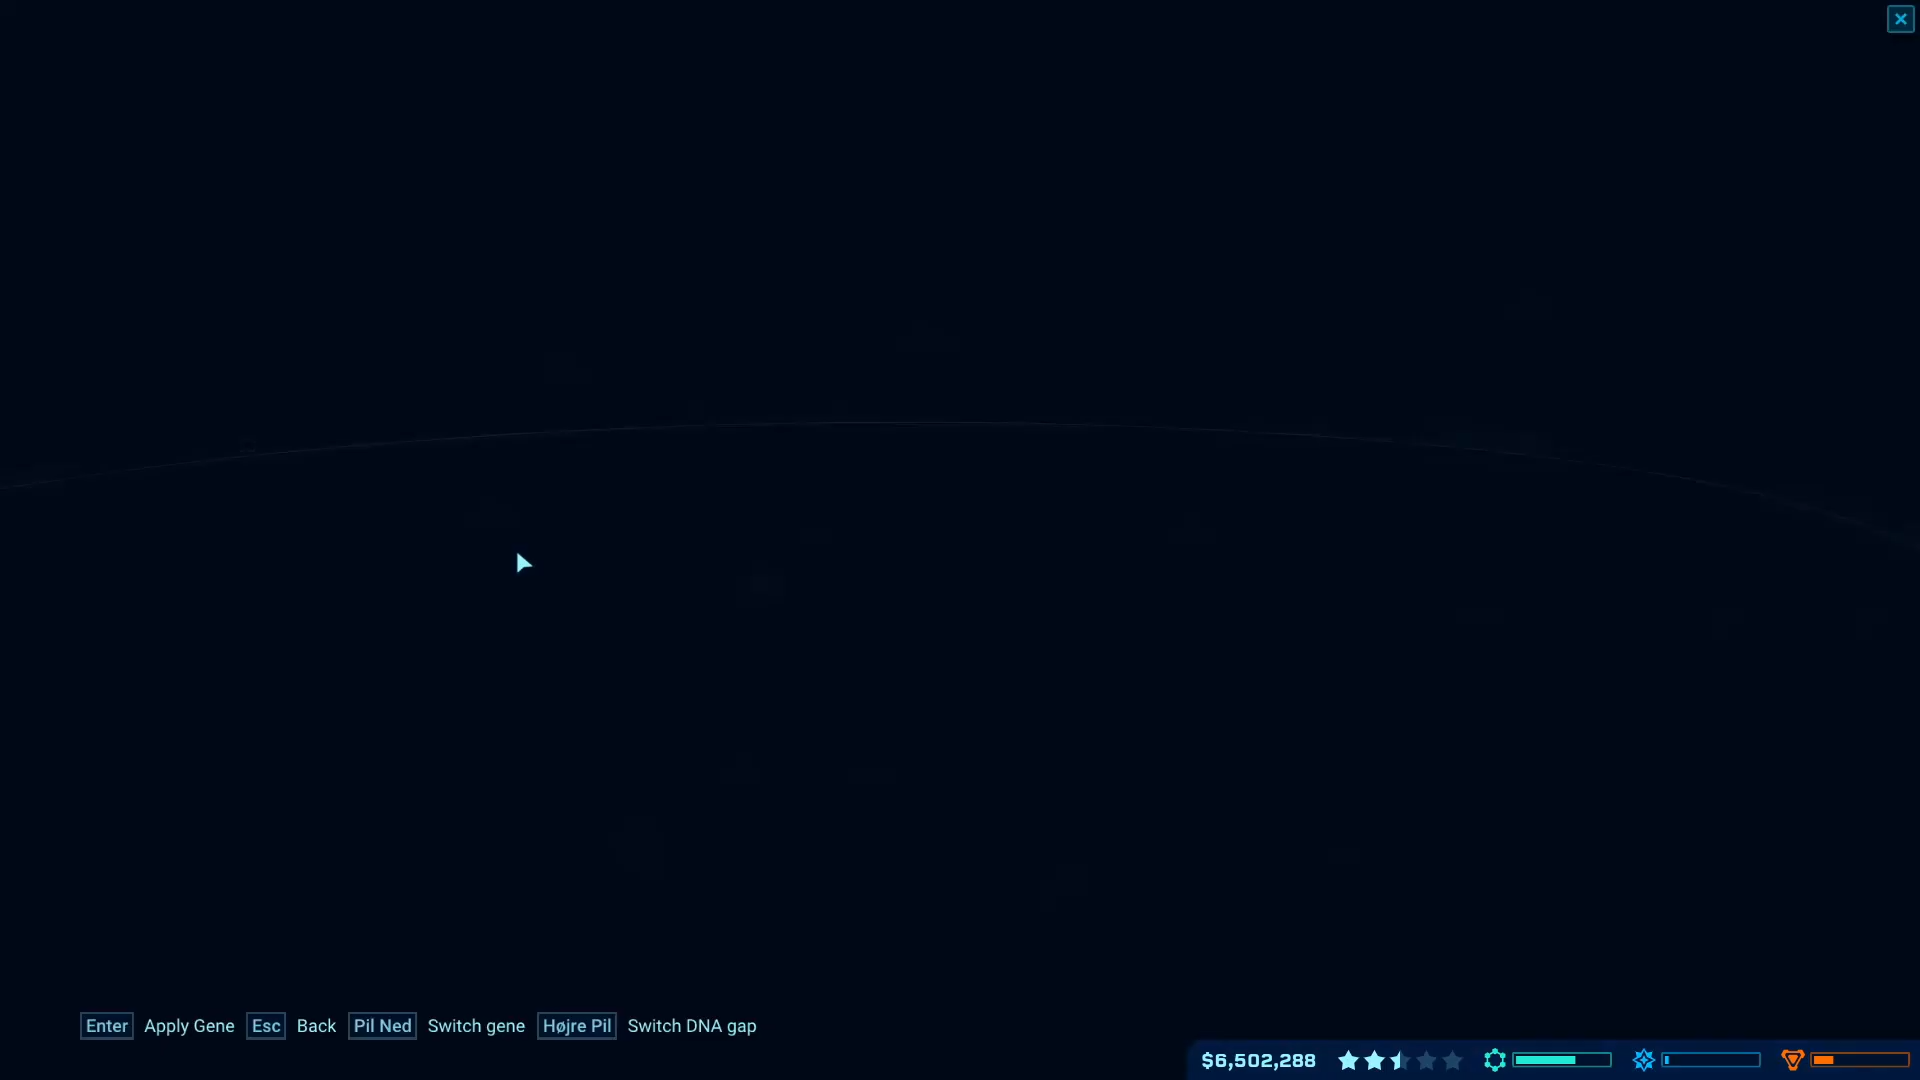 Enter Apply Gene Esc Back Pil Ned Switch gene Højre Pil Switch DNA gap
$6,502,288